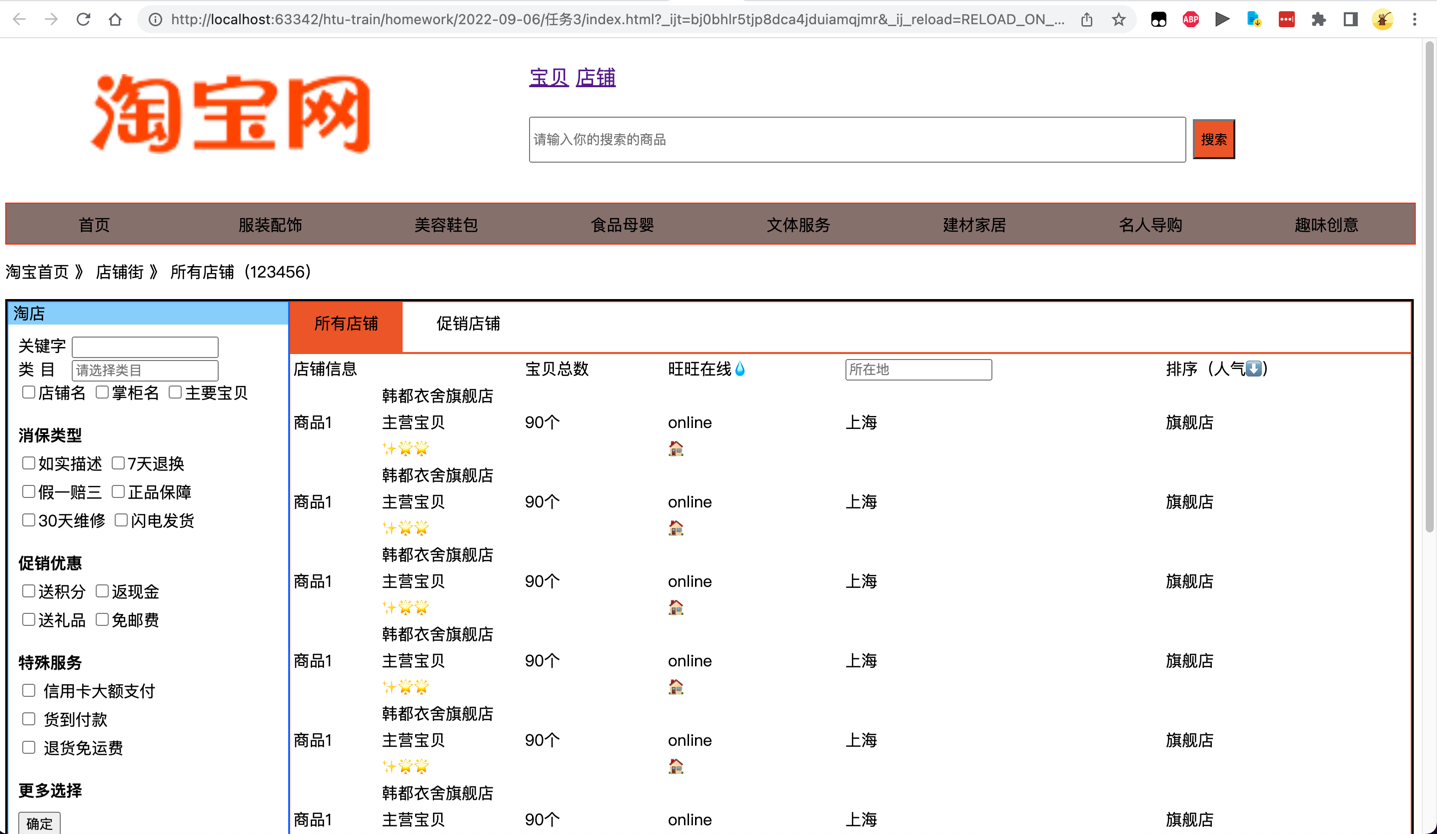 http://localhost:63342/htu-train/homework/2022-09-06/任务3/index.html?_ijt=bj0bhlr5tjp8dca4jduiamqjmr&_ij_reload=RELOAD_ON_...
ABP
淘宝网
宝贝 店铺
请输入你的搜索的商品 搜索
首页 服装配饰 美容鞋包 食品母婴 文体服务 建材家居 名人导购 趣味创意
淘宝首页 》 店铺街 》 所有店铺（123456）
淘店
关键字
类 目 请选择类目
店铺名 掌柜名 主要宝贝
消保类型
如实描述 7天退换
假一赔三 正品保障
30天维修 闪电发货
促销优惠
送积分 返现金
送礼品 免邮费
特殊服务
信用卡大额支付
货到付款
退货免运费
更多选择
确定
所有店铺 促销店铺
店铺信息 宝贝总数 旺旺在线💧 所在地 排序（人气⬇️）
韩都衣舍旗舰店
商品1 主营宝贝 90个 online 上海 旗舰店
✨🌟🌟 🏠
韩都衣舍旗舰店
商品1 主营宝贝 90个 online 上海 旗舰店
✨🌟🌟 🏠
韩都衣舍旗舰店
商品1 主营宝贝 90个 online 上海 旗舰店
✨🌟🌟 🏠
韩都衣舍旗舰店
商品1 主营宝贝 90个 online 上海 旗舰店
✨🌟🌟 🏠
韩都衣舍旗舰店
商品1 主营宝贝 90个 online 上海 旗舰店
✨🌟🌟 🏠
韩都衣舍旗舰店
商品1 主营宝贝 90个 online 上海 旗舰店